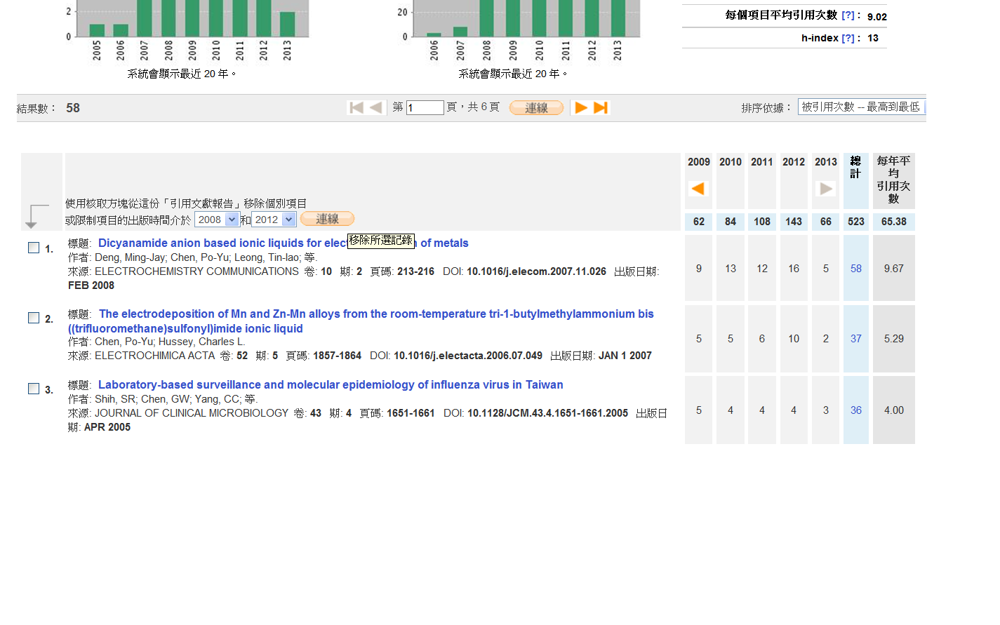 2
0
2005 2006 2007 2008 2009 2010 2011 2012 2013
系統會顯示最近 20 年。
20
0
2006 2007 2008 2009 2010 2011 2012 2013
系統會顯示最近 20 年。
每個項目平均引用次數 [?] : 9.02
h-index [?] : 13
結果數： 58
第 1 頁，共 6 頁 連線
排序依據： 被引用次數 -- 最高到最低
使用核取方塊從這份「引用文獻報告」移除個別項目
或限制項目的出版時間介於 2008 和 2012 連線
移除所選記錄
2009 2010 2011 2012 2013 總計 每年平均引用次數
62 84 108 143 66 523 65.38
1. 標題: Dicyanamide anion based ionic liquids for of metals
作者: Deng, Ming-Jay; Chen, Po-Yu; Leong, Tin-Iao; 等.
來源: ELECTROCHEMISTRY COMMUNICATIONS 卷: 10 期: 2 頁碼: 213-216 DOI: 10.1016/j.elecom.2007.11.026 出版日期:
FEB 2008
9 13 12 16 5 58 9.67
2. 標題: The electrodeposition of Mn and Zn-Mn alloys from the room-temperature tri-1-butylmethylammonium bis
((trifluoromethane)sulfonyl)imide ionic liquid
作者: Chen, Po-Yu; Hussey, Charles L.
來源: ELECTROCHIMICA ACTA 卷: 52 期: 5 頁碼: 1857-1864 DOI: 10.1016/j.electacta.2006.07.049 出版日期: JAN 1 2007
5 5 6 10 2 37 5.29
3. 標題: Laboratory-based surveillance and molecular epidemiology of influenza virus in Taiwan
作者: Shih, SR; Chen, GW; Yang, CC; 等.
來源: JOURNAL OF CLINICAL MICROBIOLOGY 卷: 43 期: 4 頁碼: 1651-1661 DOI: 10.1128/JCM.43.4.1651-1661.2005 出版日
期: APR 2005
5 4 4 4 3 36 4.00